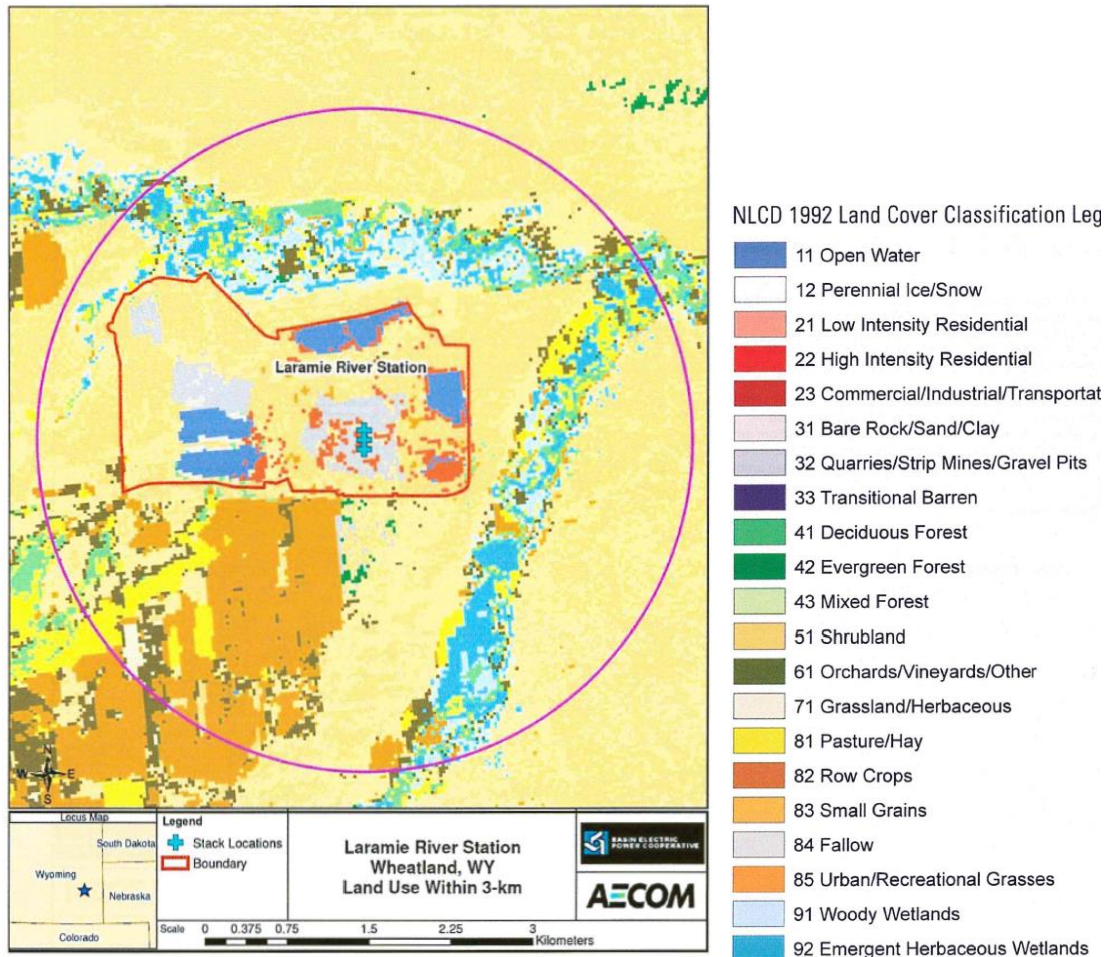 Laramie River Station
N
W
E
S
Locus Map
South Dakota
Wyoming
Nebraska
Colorado
Legend
Stack Locations
Boundary
Laramie River Station
Wheatland, WY
Land Use Within 3-km
BASIN ELECTRIC
POWER COOPERATIVE
AECOM
Scale 0 0.375 0.75 1.5 2.25 3
Kilometers
NLCD 1992 Land Cover Classification Leg
11 Open Water
12 Perennial Ice/Snow
21 Low Intensity Residential
22 High Intensity Residential
23 Commercial/Industrial/Transportat
31 Bare Rock/Sand/Clay
32 Quarries/Strip Mines/Gravel Pits
33 Transitional Barren
41 Deciduous Forest
42 Evergreen Forest
43 Mixed Forest
51 Shrubland
61 Orchards/Vineyards/Other
71 Grassland/Herbaceous
81 Pasture/Hay
82 Row Crops
83 Small Grains
84 Fallow
85 Urban/Recreational Grasses
91 Woody Wetlands
92 Emergent Herbaceous Wetlands